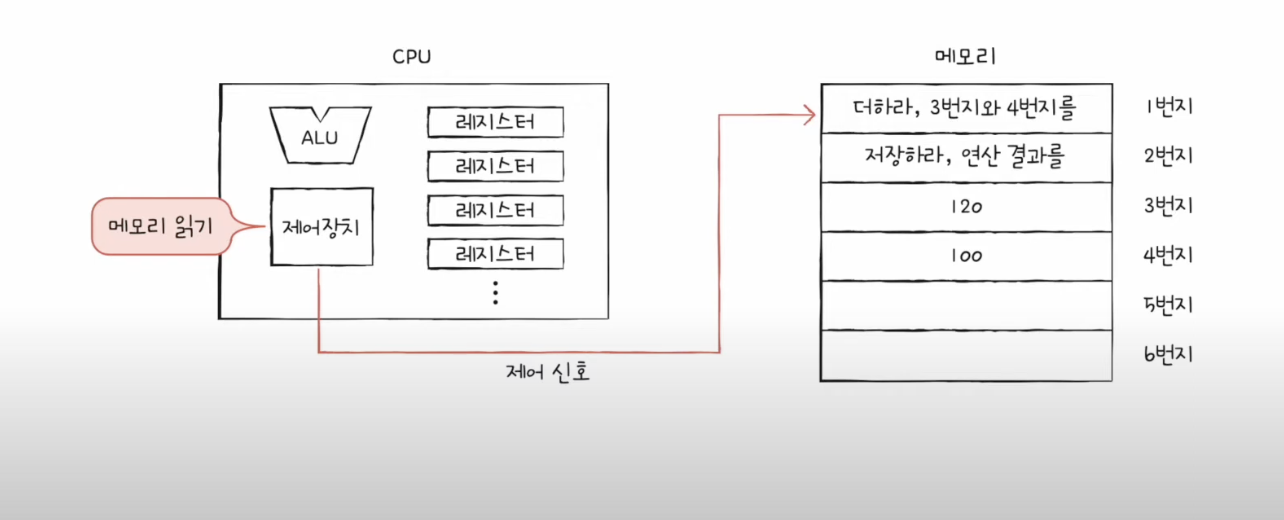 CPU
ALU
제어장치
메모리 읽기
레지스터
레지스터
레지스터
레지스터
제어 신호
메모리
더하라, 3번지와 4번지를
1번지
저장하라, 연산 결과를
2번지
120
3번지
100
4번지
5번지
6번지